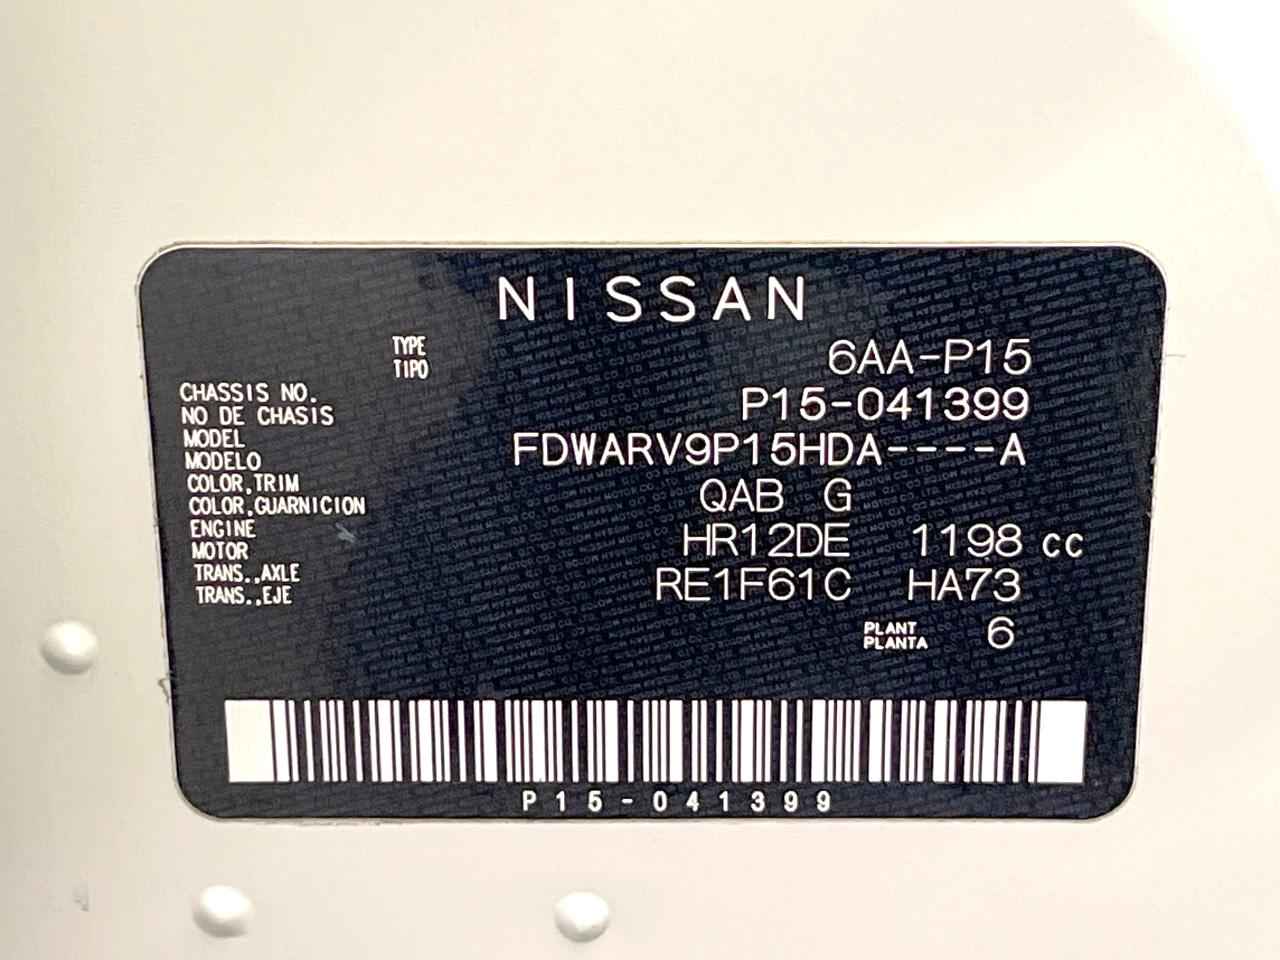 NISSAN
TYPE
TIPO 6AA-P15
CHASSIS NO.
NO DE CHASIS P15-041399
MODEL
MODELO FDWARV9P15HDA----A
COLOR,TRIM
COLOR,GUARNICION QAB G
ENGINE
MOTOR HR12DE 1198 cc
TRANS.,AXLE
TRANS.,EJE RE1F61C HA73
PLANT
PLANTA 6
P15-041399